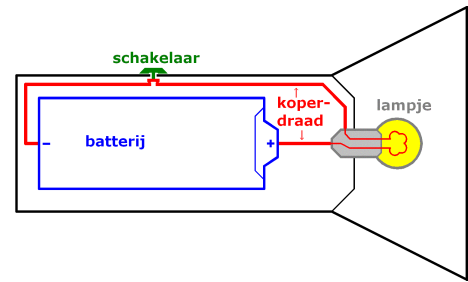 schakelaar
koper-
draad
lampje
batterij
-
+